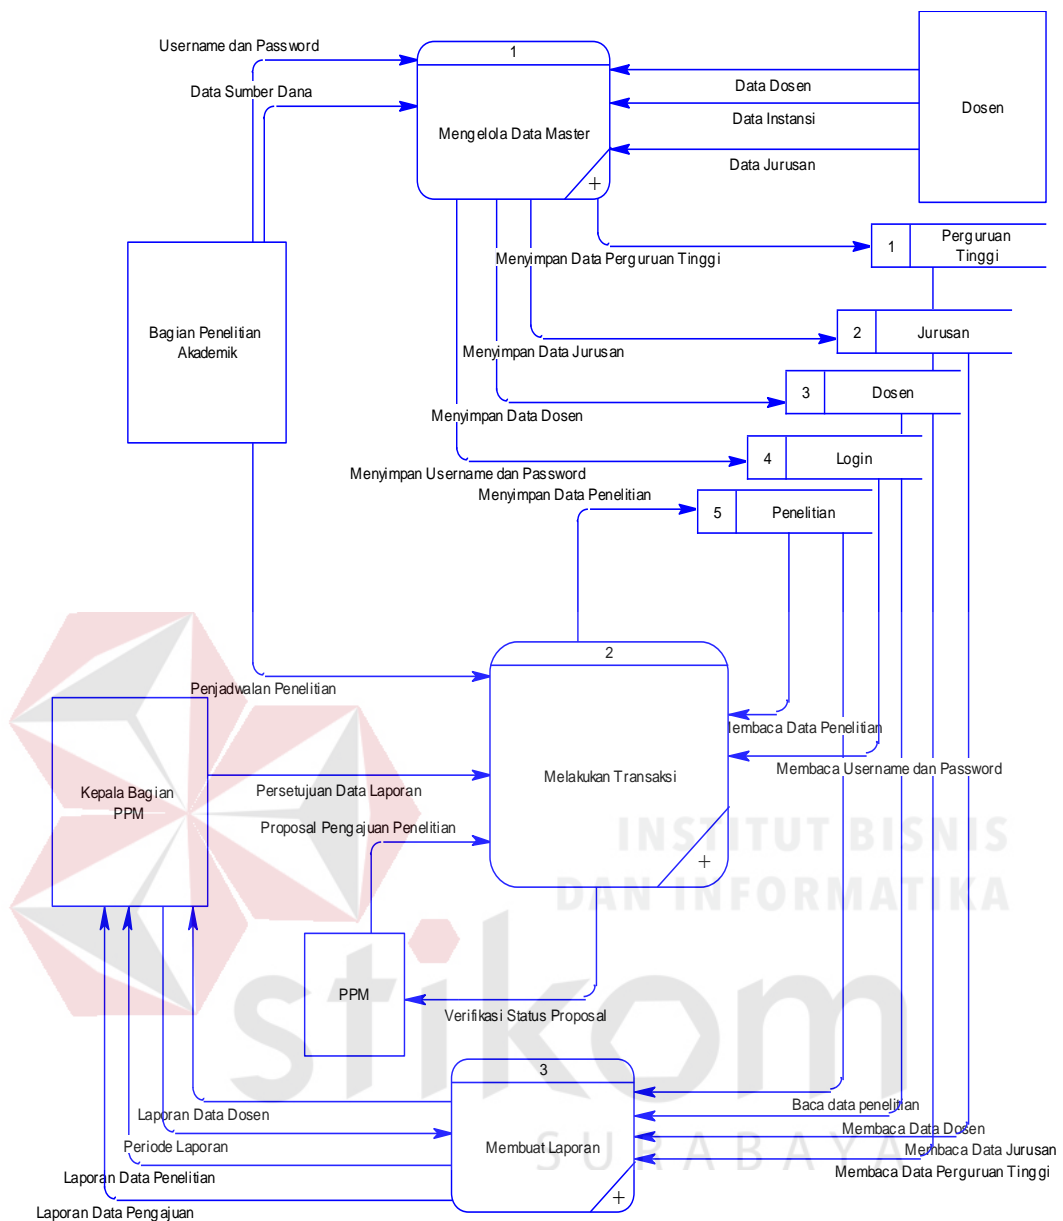 Username dan Password
1
Data Sumber Dana
Mengelola Data Master
+
Data Dosen
Data Instansi
Data Jurusan
Dosen
Menyimpan Data Perguruan Tinggi
1
Perguruan
Tinggi
Bagian Penelitian
Akademik
Menyimpan Data Jurusan
2
Jurusan
Menyimpan Data Dosen
3
Dosen
Menyimpan Username dan Password
4
Login
Menyimpan Data Penelitian
5
Penelitian
2
Penjadwalan Penelitian
Membaca Data Penelitian
Melakukan Transaksi
+
Membaca Username dan Password
Kepala Bagian
PPM
Persetujuan Data Laporan
Proposal Pengajuan Penelitian
INSTITUT BISNIS
DAN INFORMATIKA
PPM
Verifikasi Status Proposal
stikom
SURABAYA
3
Laporan Data Dosen
Periode Laporan
Membuat Laporan
+
Laporan Data Penelitian
Laporan Data Pengajuan
Baca data penelitian
Membaca Data Dosen
Membaca Data Jurusan
Membaca Data Perguruan Tinggi